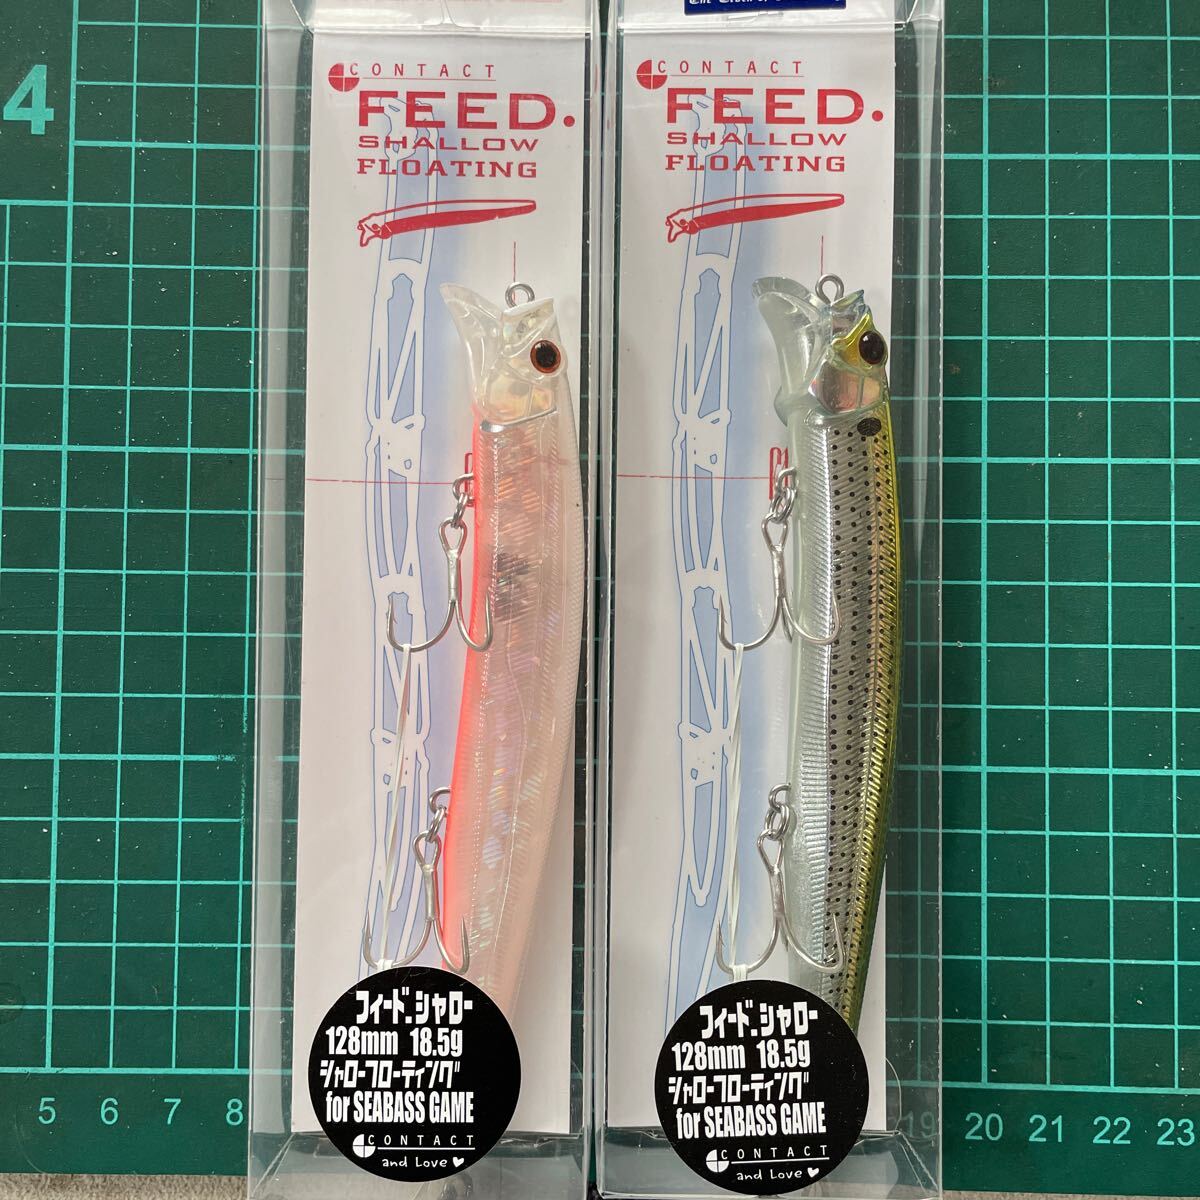 4
CONTACT
FEED.
SHALLOW
FLOATING
CONTACT
FEED.
SHALLOW
FLOATING
フィード.シャロー
128mm 18.5g
シャローフローティング
for SEABASS GAME
CONTACT
and Love
フィード.シャロー
128mm 18.5g
シャローフローティング
for SEABASS GAME
CONTACT
and Love
5 6 7 8 19 20 21 22 23